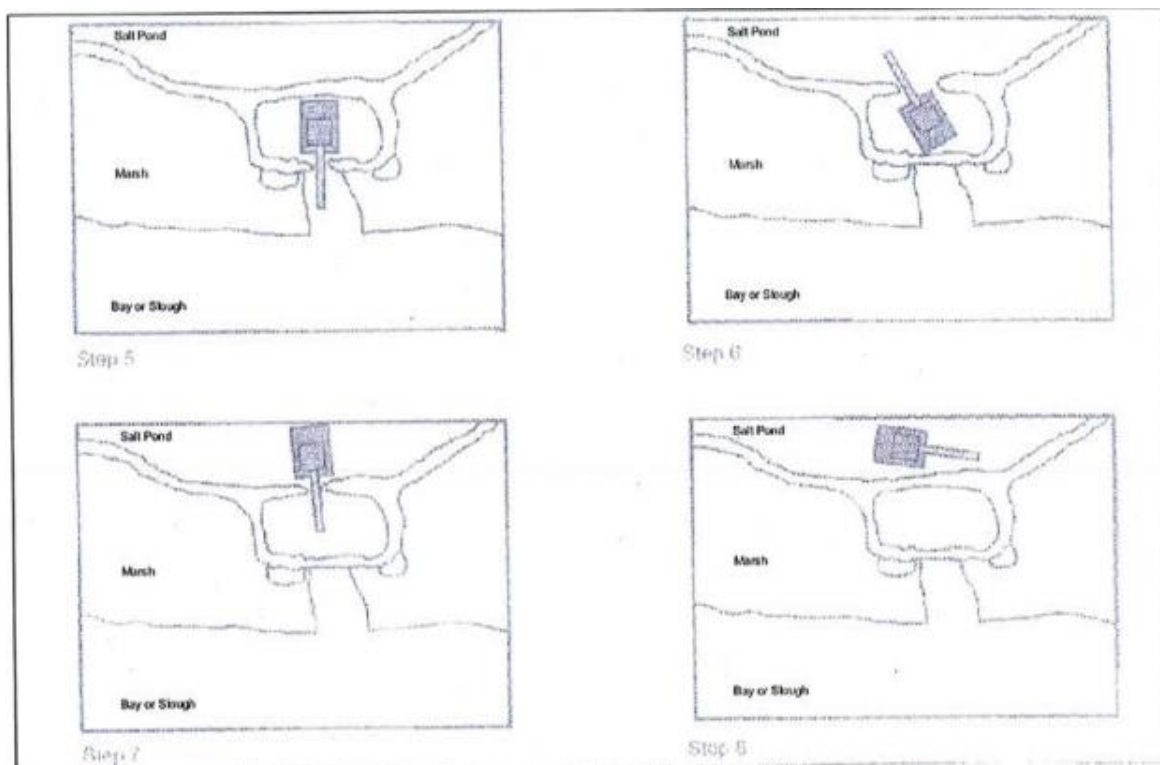 Salt Pond
Marsh
Bay or Slough
Step 5
Salt Pond
Marsh
Bay or Slough
Step 6
Salt Pond
Marsh
Bay or Slough
Step 7
Salt Pond
Marsh
Bay or Slough
Step 8